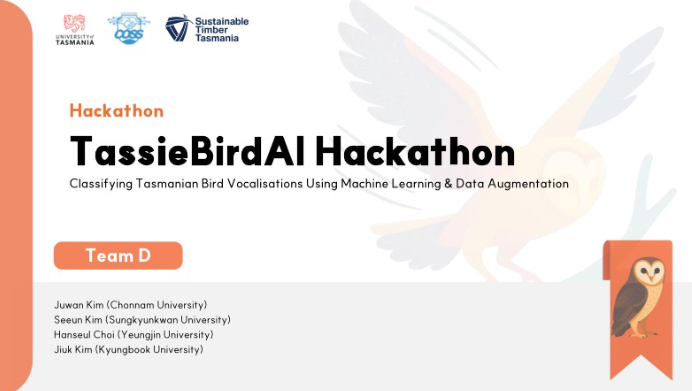 UNIVERSITY of
TASMANIA
COSS
Sustainable
Timber
Tasmania
Hackathon
TassieBirdAI Hackathon
Classifying Tasmanian Bird Vocalisations Using Machine Learning & Data Augmentation
Team D
Juwan Kim (Chonnam University)
Seeun Kim (Sungkyunkwan University)
Hanseul Choi (Yeungjin University)
Jiuk Kim (Kyungbook University)